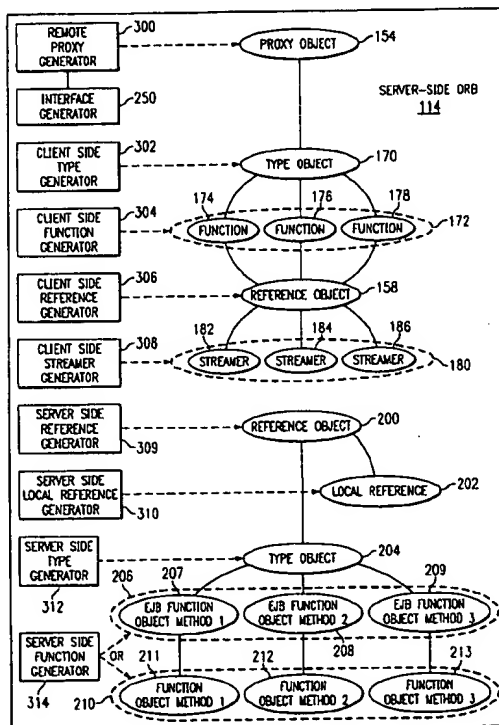 REMOTE
PROXY
GENERATOR
300
PROXY OBJECT
154
INTERFACE
GENERATOR
250
SERVER-SIDE ORB
114
CLIENT SIDE
TYPE
GENERATOR
302
TYPE OBJECT
170
CLIENT SIDE
FUNCTION
GENERATOR
304
174
176
178
FUNCTION
FUNCTION
FUNCTION
172
CLIENT SIDE
REFERENCE
GENERATOR
306
REFERENCE OBJECT
158
CLIENT SIDE
STREAMER
GENERATOR
308
182
184
186
STREAMER
STREAMER
STREAMER
180
SERVER SIDE
REFERENCE
GENERATOR
309
REFERENCE OBJECT
200
SERVER SIDE
LOCAL REFERENCE
GENERATOR
310
LOCAL REFERENCE
202
SERVER SIDE
TYPE
GENERATOR
312
TYPE OBJECT
204
206
207
209
EJB FUNCTION
OBJECT METHOD 1
EJB FUNCTION
OBJECT METHOD 2
EJB FUNCTION
OBJECT METHOD 3
208
SERVER SIDE
FUNCTION
GENERATOR
314
OR
211
212
213
210
FUNCTION
OBJECT METHOD 1
FUNCTION
OBJECT METHOD 2
FUNCTION
OBJECT METHOD 3